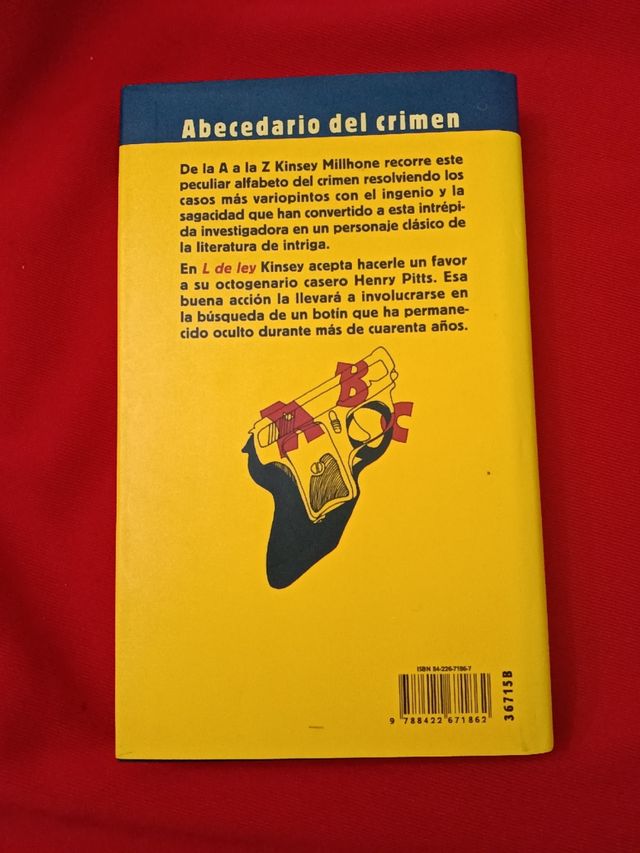 Abecedario del crimen
De la A a la Z Kinsey Millhone recorre este
peculiar alfabeto del crimen resolviendo los
casos más variopintos con el ingenio y la
sagacidad que han convertido a esta intrépi-
da investigadora en un personaje clásico de
la literatura de intriga.
En L de ley Kinsey acepta hacerle un favor
a su octogenario casero Henry Pitts. Esa
buena acción la llevará a involucrarse en
la búsqueda de un botín que ha permane-
cido oculto durante más de cuarenta años.
A B C
ISBN 84-226-7186-7
9 788422 671862
36715B